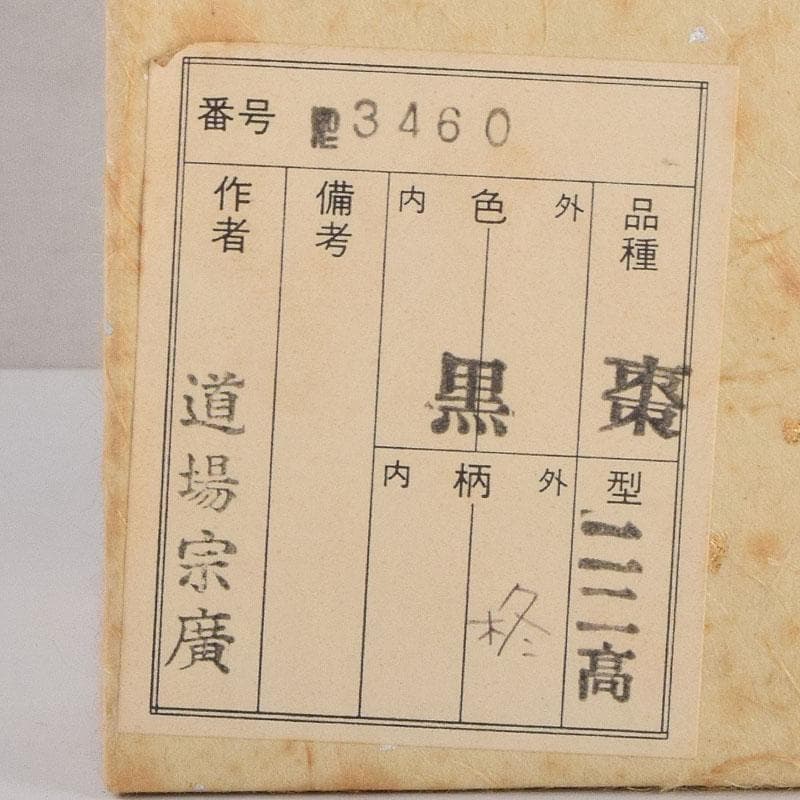 番号 3460
品種 棗
型 高
外 色 内
黒
外 柄 内
柊
備考
作者 道場宗廣